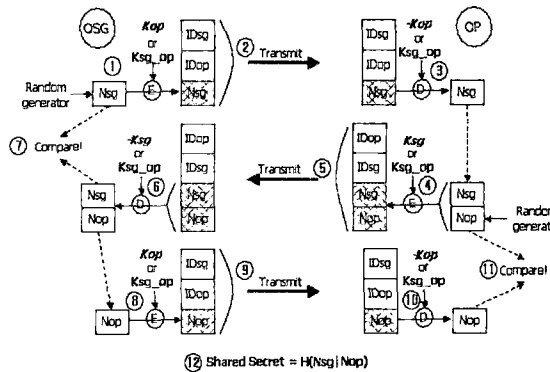 OSG
Kop
or
Ksg_op
IDsg
IDop
Nsg
②
Transmit
IDsg
IDop
Nsg
-Kop
or
Ksg_op
OP
①
Random
generator
Nsg
E
③
D
Nsg
⑦ Compare!
-Ksg
or
Ksg_op
⑥
D
Nsg
Nop
IDop
IDsg
Nsg
Nop
Transmit
⑤
IDop
IDsg
Nsg
Nop
Ksg
or
Ksg_op
④
E
Nsg
Nop
Random
generator
Kop
or
Ksg_op
⑧
Nop
E
IDsg
IDop
Nop
⑨
Transmit
IDsg
IDop
Nop
-Kop
or
Ksg_op
⑩
D
Nop
⑪ Compare!
⑫ Shared Secret = H(Nsg|Nop)